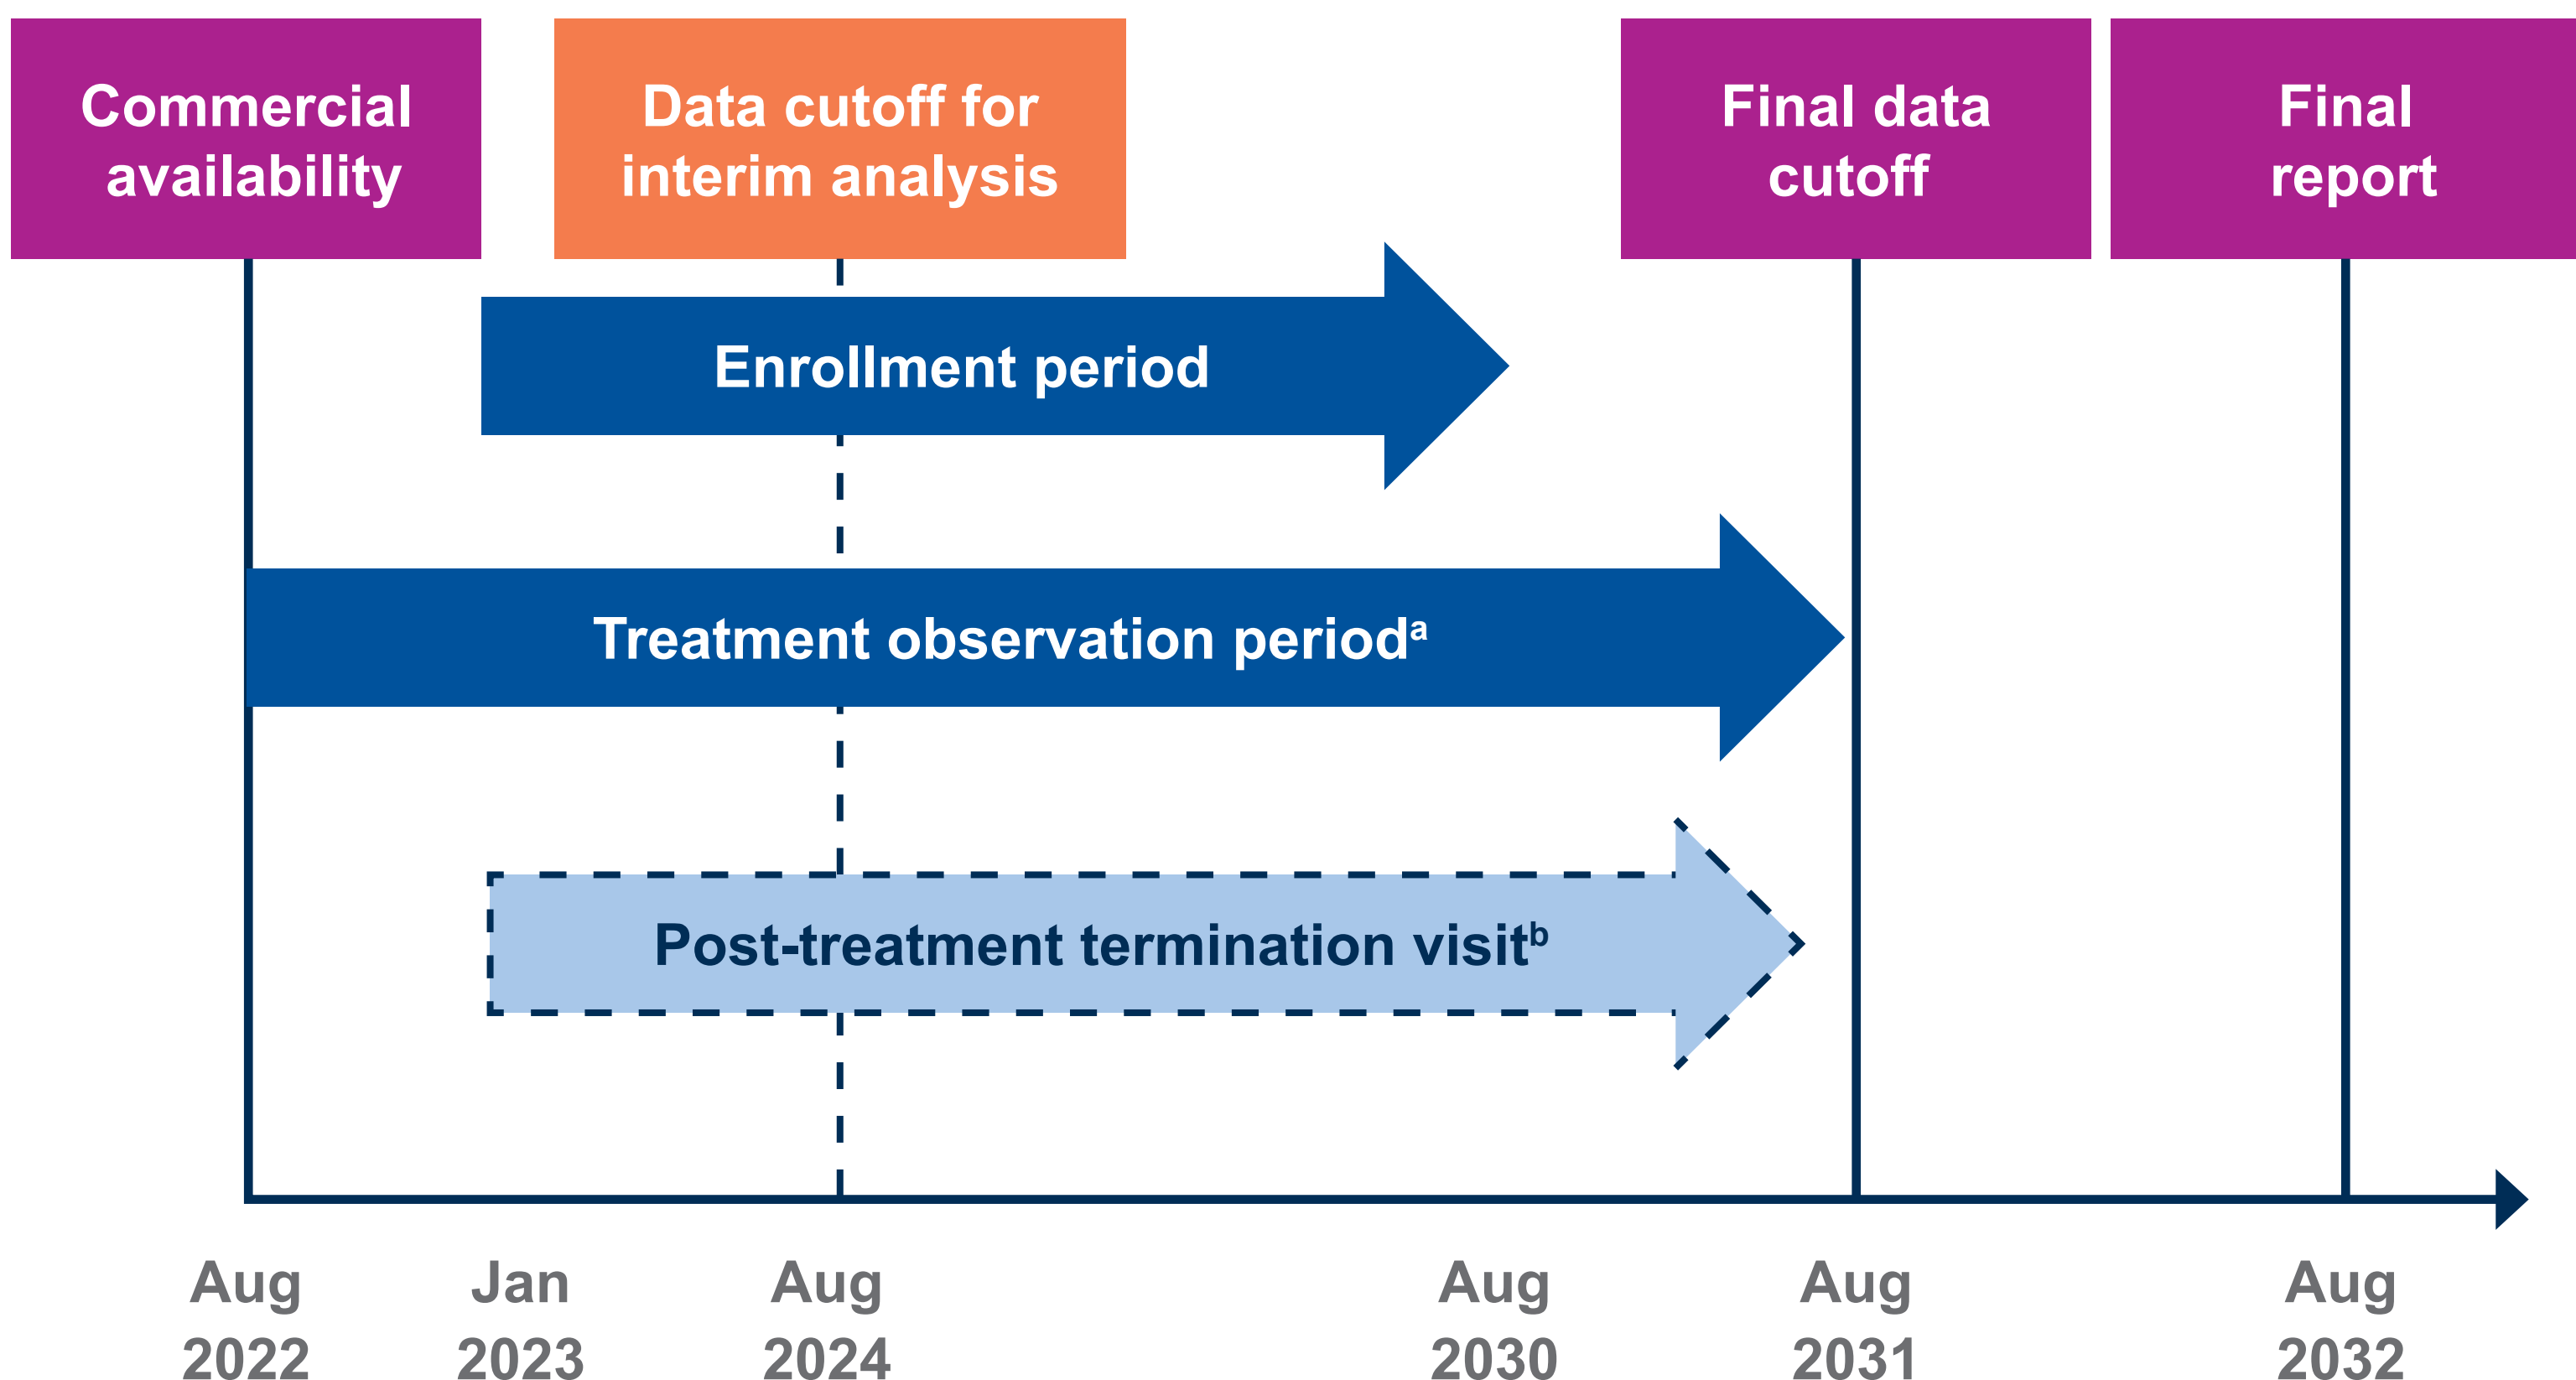 Commercial
availability
Data cutoff for
interim analysis
Final data
cutoff
Final
report
Enrollment period
Treatment observation periodᵃ
Post-treatment termination visitᵇ
Aug
2022
Jan
2023
Aug
2024
Aug
2030
Aug
2031
Aug
2032